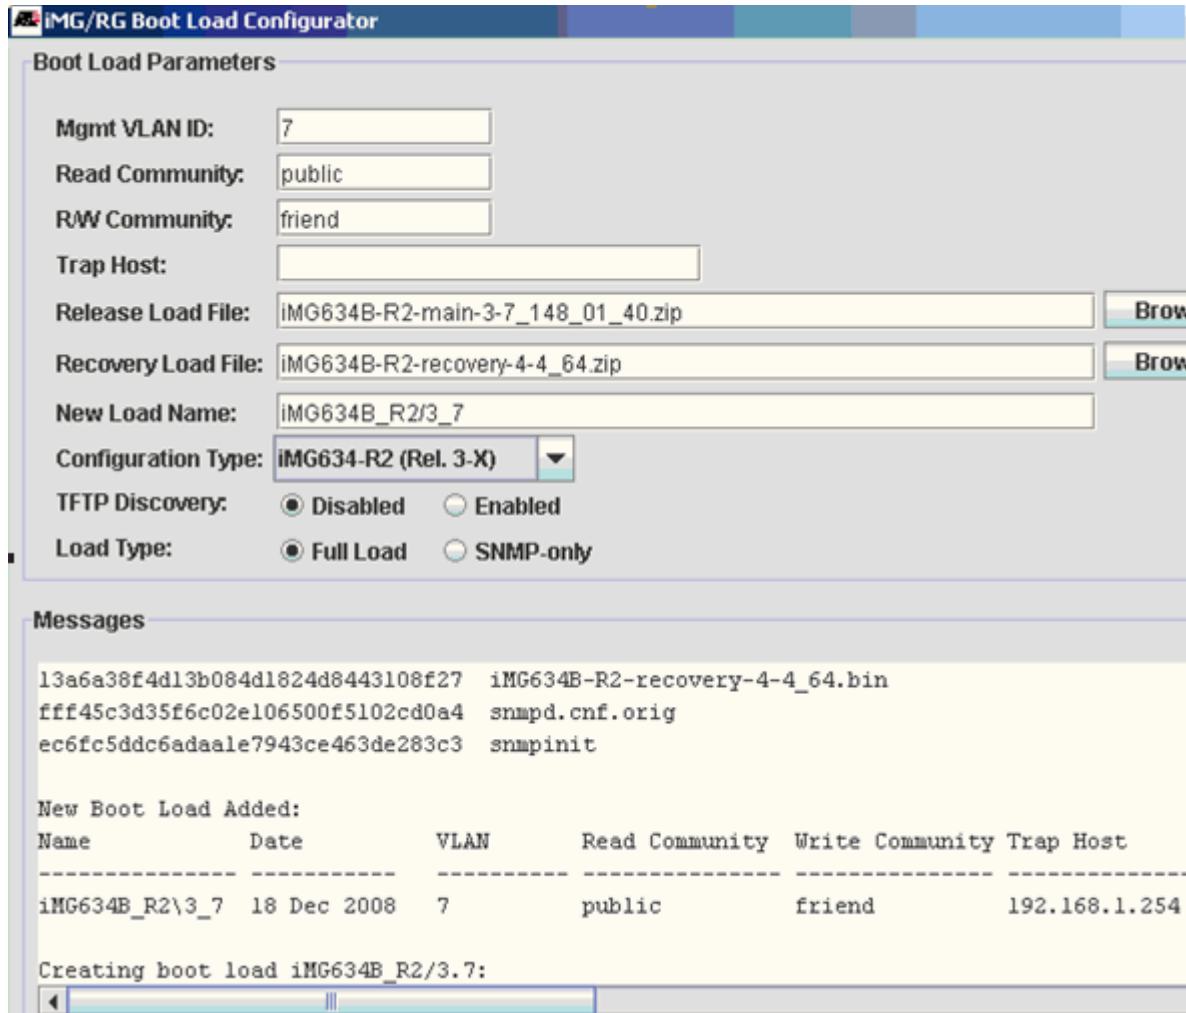 iMG/RG Boot Load Configurator
Boot Load Parameters
Mgmt VLAN ID: 7
Read Community: public
R/W Community: friend
Trap Host:
Release Load File: iMG634B-R2-main-3-7_148_01_40.zip Brow
Recovery Load File: iMG634B-R2-recovery-4-4_64.zip Brow
New Load Name: iMG634B_R2/3_7
Configuration Type: iMG634-R2 (Rel. 3-X)
TFTP Discovery: Disabled Enabled
Load Type: Full Load SNMP-only
Messages
13a6a38f4d13b084d1824d8443108f27 iMG634B-R2-recovery-4-4_64.bin
fff45c3d35f6c02e106500f5102cd0a4 snmpd.cnf.orig
ec6fc5ddc6adaa1e7943ce463de283c3 snmpinit
New Boot Load Added:
Name Date VLAN Read Community Write Community Trap Host
--------------- ----------- ---------- --------------- --------------- --------------
iMG634B_R2\3_7 18 Dec 2008 7 public friend 192.168.1.254
Creating boot load iMG634B_R2/3.7: